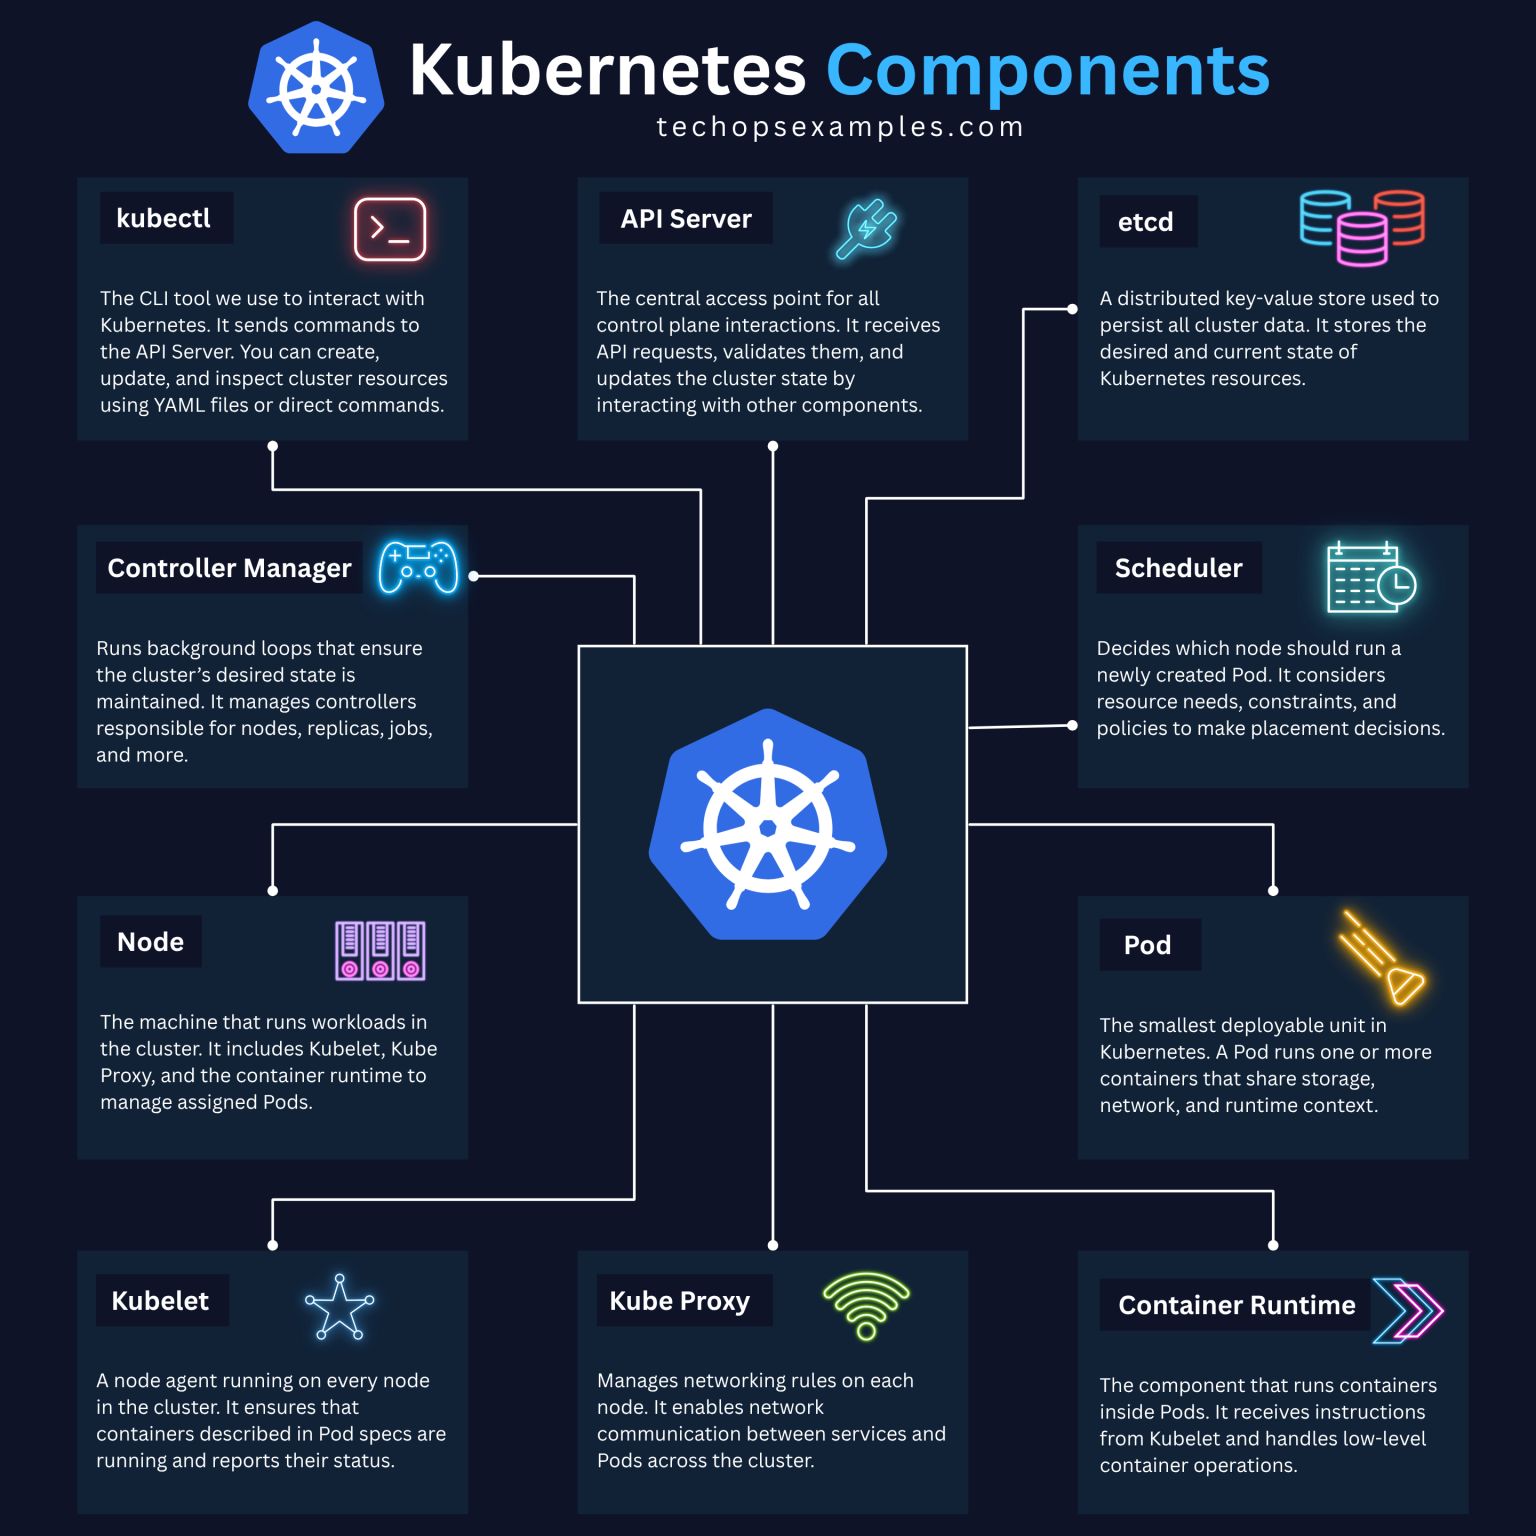 Kubernetes Components
techopsexamples.com
kubectl
The CLI tool we use to interact with
Kubernetes. It sends commands to
the API Server. You can create,
update, and inspect cluster resources
using YAML files or direct commands.
API Server
The central access point for all
control plane interactions. It receives
API requests, validates them, and
updates the cluster state by
interacting with other components.
etcd
A distributed key-value store used to
persist all cluster data. It stores the
desired and current state of
Kubernetes resources.
Controller Manager
Runs background loops that ensure
the cluster’s desired state is
maintained. It manages controllers
responsible for nodes, replicas, jobs,
and more.
Scheduler
Decides which node should run a
newly created Pod. It considers
resource needs, constraints, and
policies to make placement decisions.
Node
The machine that runs workloads in
the cluster. It includes Kubelet, Kube
Proxy, and the container runtime to
manage assigned Pods.
Pod
The smallest deployable unit in
Kubernetes. A Pod runs one or more
containers that share storage,
network, and runtime context.
Kubelet
A node agent running on every node
in the cluster. It ensures that
containers described in Pod specs are
running and reports their status.
Kube Proxy
Manages networking rules on each
node. It enables network
communication between services and
Pods across the cluster.
Container Runtime
The component that runs containers
inside Pods. It receives instructions
from Kubelet and handles low-level
container operations.